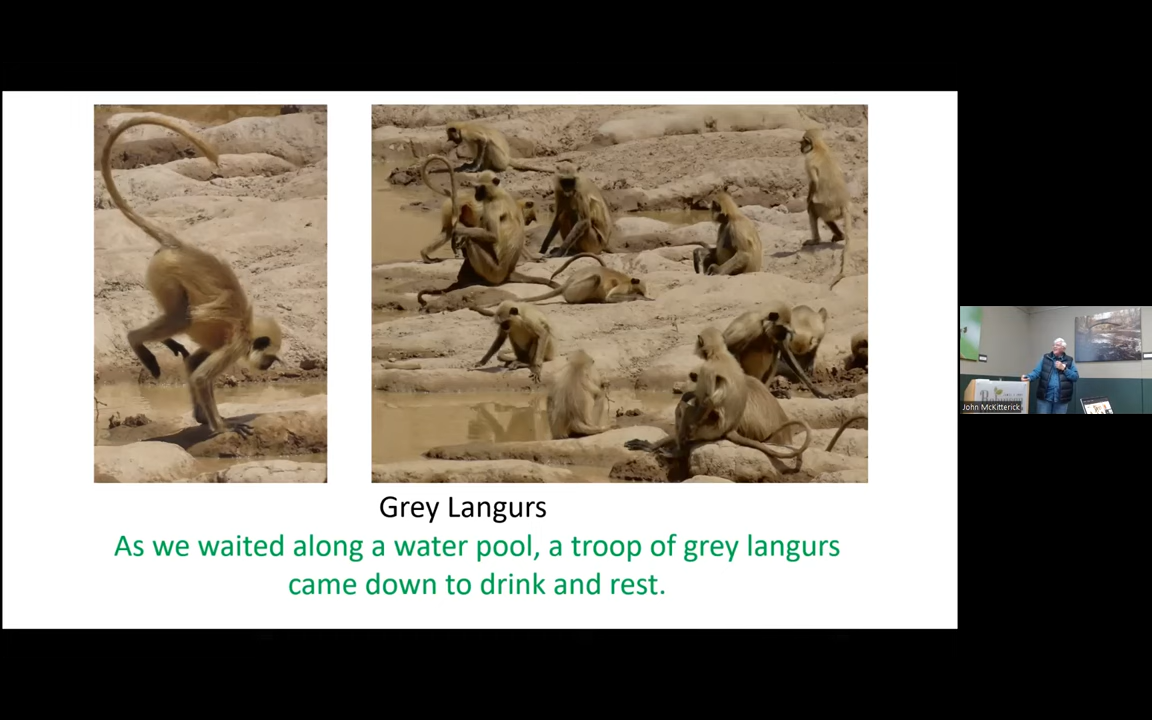 Grey Langurs
As we waited along a water pool, a troop of grey langurs
came down to drink and rest.
John McKitterick